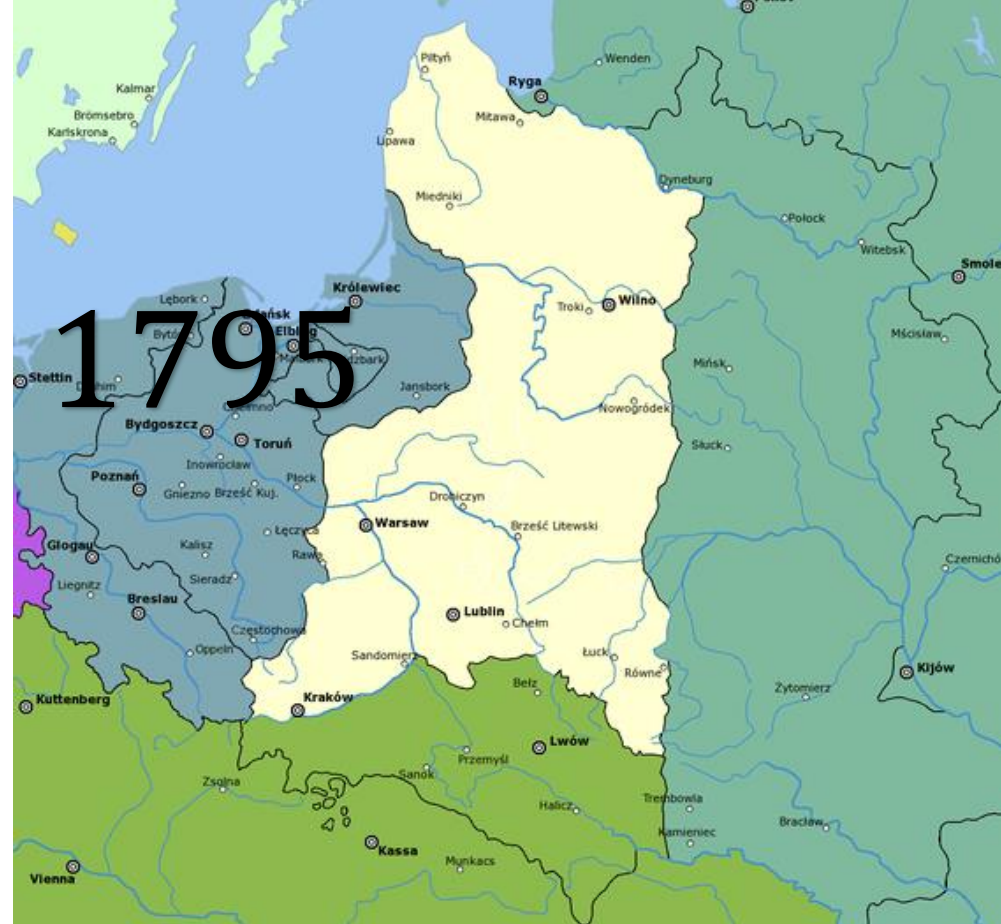 Piltyń
Wenden
Ryga
Kalmar
Mitawa
Brömsebro
Karlskrona
Lipawa
Dyneburg
Miedniki
Połock
Witebsk
Smole
Królewiec
Lębork
Wilno
Troki
1795
Elbląg
Mścisław
Mińsk
Stettin
Jansbork
Nowogródek
Bydgoszcz
Toruń
Słuck
Inowrocław
Poznań
Płock
Gniezno
Brześć Kuj.
Drohiczyn
Warsaw
Brześć Litewski
Łęczyca
Głogau
Kalisz
Rawa
Czernichó
Liegnitz
Sieradz
Breslau
Lublin
Chełm
Częstochowa
Oppeln
Sandomierz
Łuck
Równe
Kijów
Bełz
Żytomierz
Kuttenberg
Kraków
Lwów
Przemyśl
Sanok
Zsolna
Halicz
Trembowla
Bracław
Kamieniec
Kassa
Munkacs
Vienna